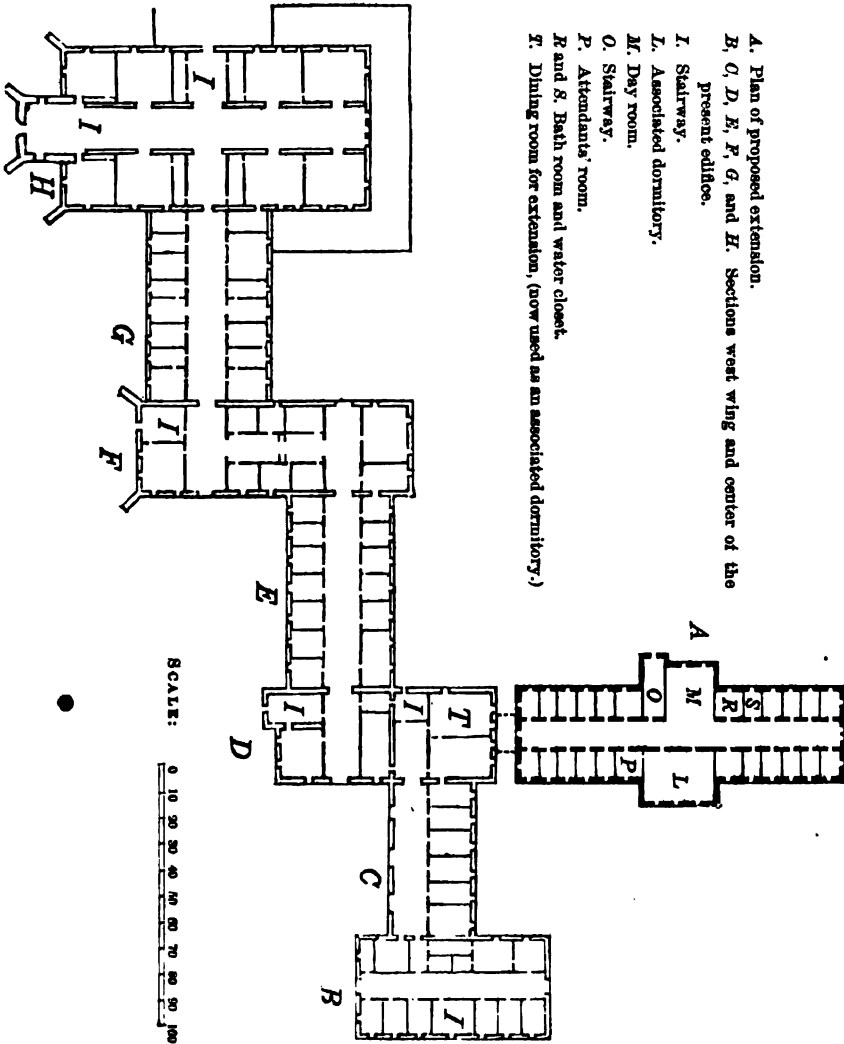 A. Plan of proposed extension.
B, C, D, E, F, G, and H. Sections west wing and center of the
present edifice.
I. Stairway.
L. Associated dormitory.
M. Day room.
O. Stairway.
P. Attendants' room.
R and S. Bath room and water closet.
T. Dining room for extension, (now used as an associated dormitory.)
A
S
R
M
O
L
P
T
I
I
D
C
I
B
E
I
F
G
I
I
H
SCALE:
0 10 20 30 40 50 60 70 80 90 100